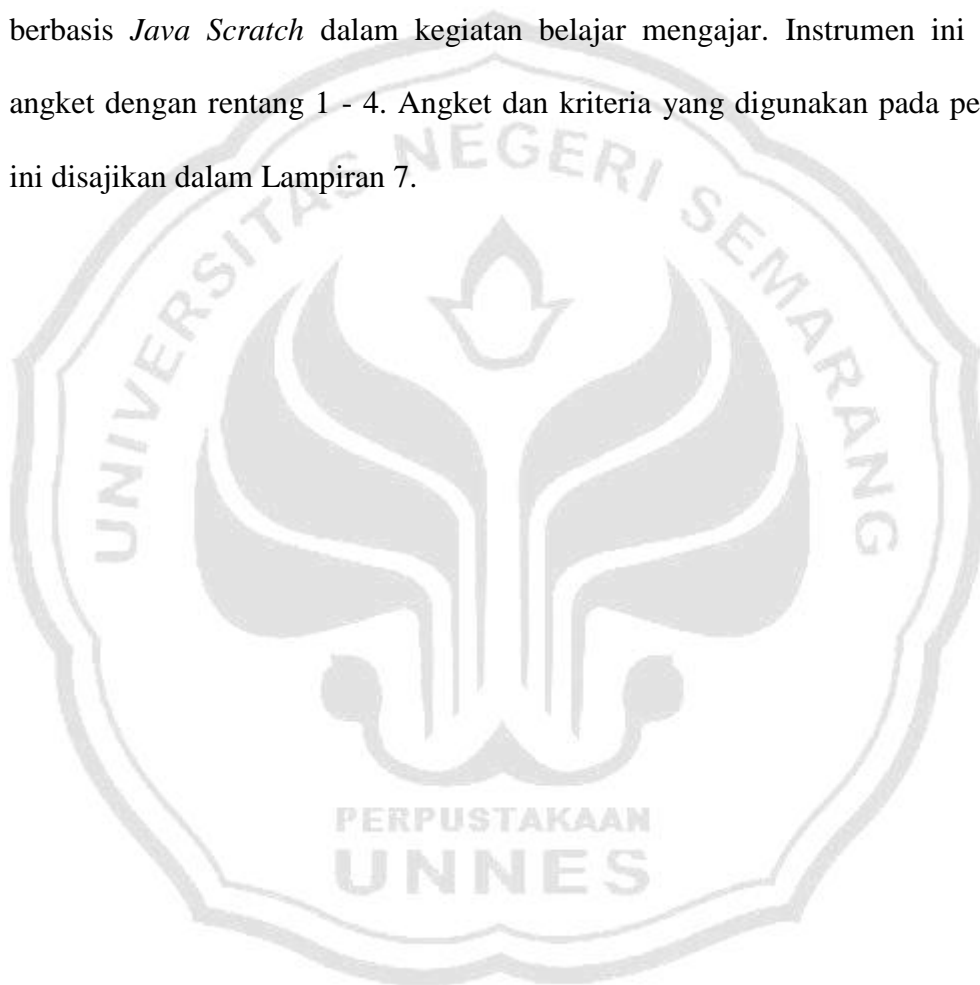 berbasis Java Scratch dalam kegiatan belajar mengajar. Instrumen ini
angket dengan rentang 1 - 4. Angket dan kriteria yang digunakan pada
ini disajikan dalam Lampiran 7.
UNIVERSITAS NEGERI SEMARANG
PERPUSTAKAAN
UNNES